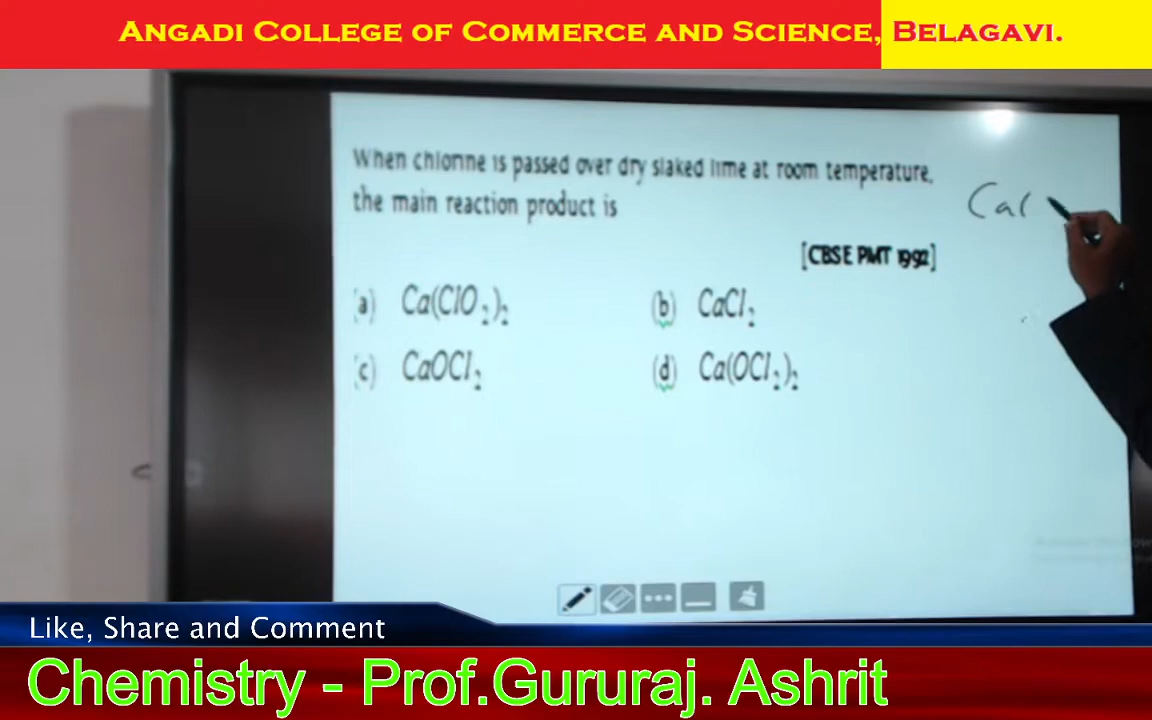 ANGADI COLLEGE OF COMMERCE AND SCIENCE, BELAGAVI.
When chlorine is passed over dry slaked lime at room temperature,
the main reaction product is
Ca(
[CBSE PMT 1992]
(a) Ca(ClO₂)₂ (b) CaCl₂
(c) CaOCl₂ (d) Ca(OCl₂)₂
Like, Share and Comment
Chemistry - Prof.Gururaj. Ashrit